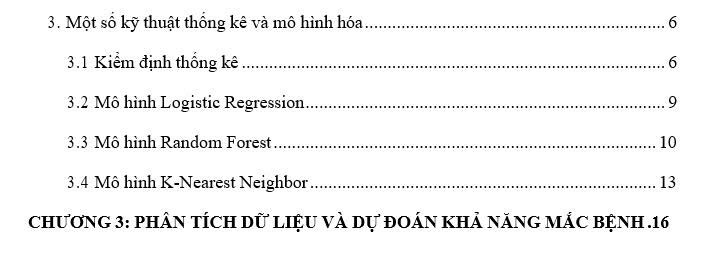 3. Một số kỹ thuật thống kê và mô hình hóa.......................................................................... 6
3.1 Kiểm định thống kê......................................................................................................... 6
3.2 Mô hình Logistic Regression......................................................................................... 9
3.3 Mô hình Random Forest............................................................................................... 10
3.4 Mô hình K-Nearest Neighbor...................................................................................... 13
CHƯƠNG 3: PHÂN TÍCH DỮ LIỆU VÀ DỰ ĐOÁN KHẢ NĂNG MẮC BỆNH.16